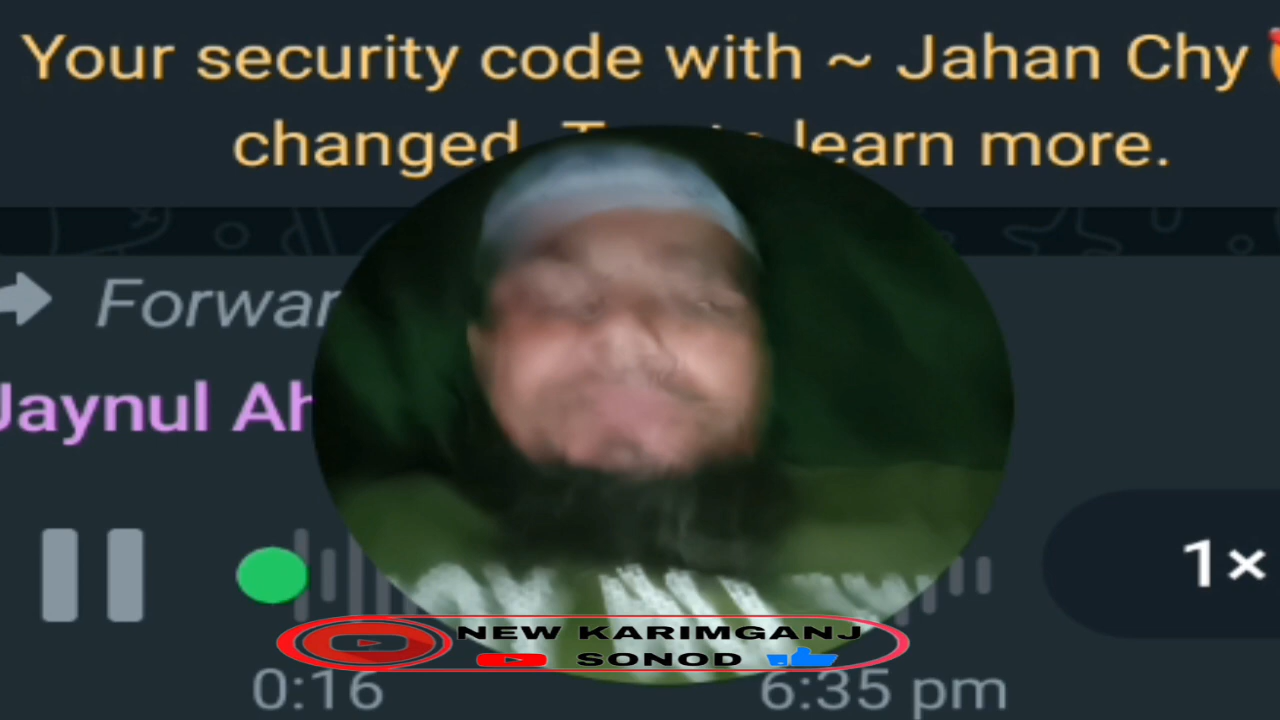 Your security code with ~ Jahan Chy
changed. learn more.
Forwar
Jaynul Ah
1×
NEW KARIMGANJ
SONOD
0:16
6:35 pm